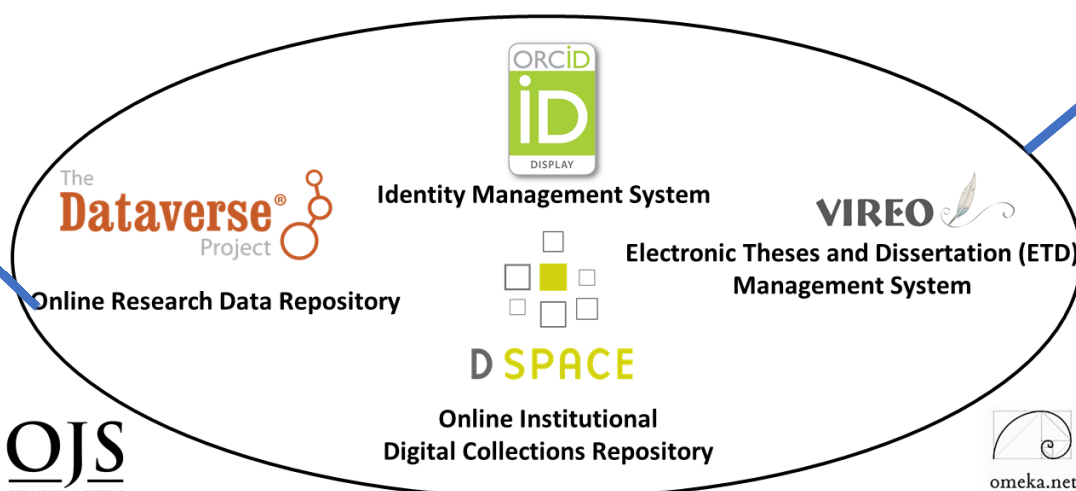 ORCiD
iD
DISPLAY
Identity Management System
The
Dataverse®
Project
Online Research Data Repository
VIREO
Electronic Theses and Dissertation (ETD)
Management System
D SPACE
Online Institutional
Digital Collections Repository
OJS
omeka.net